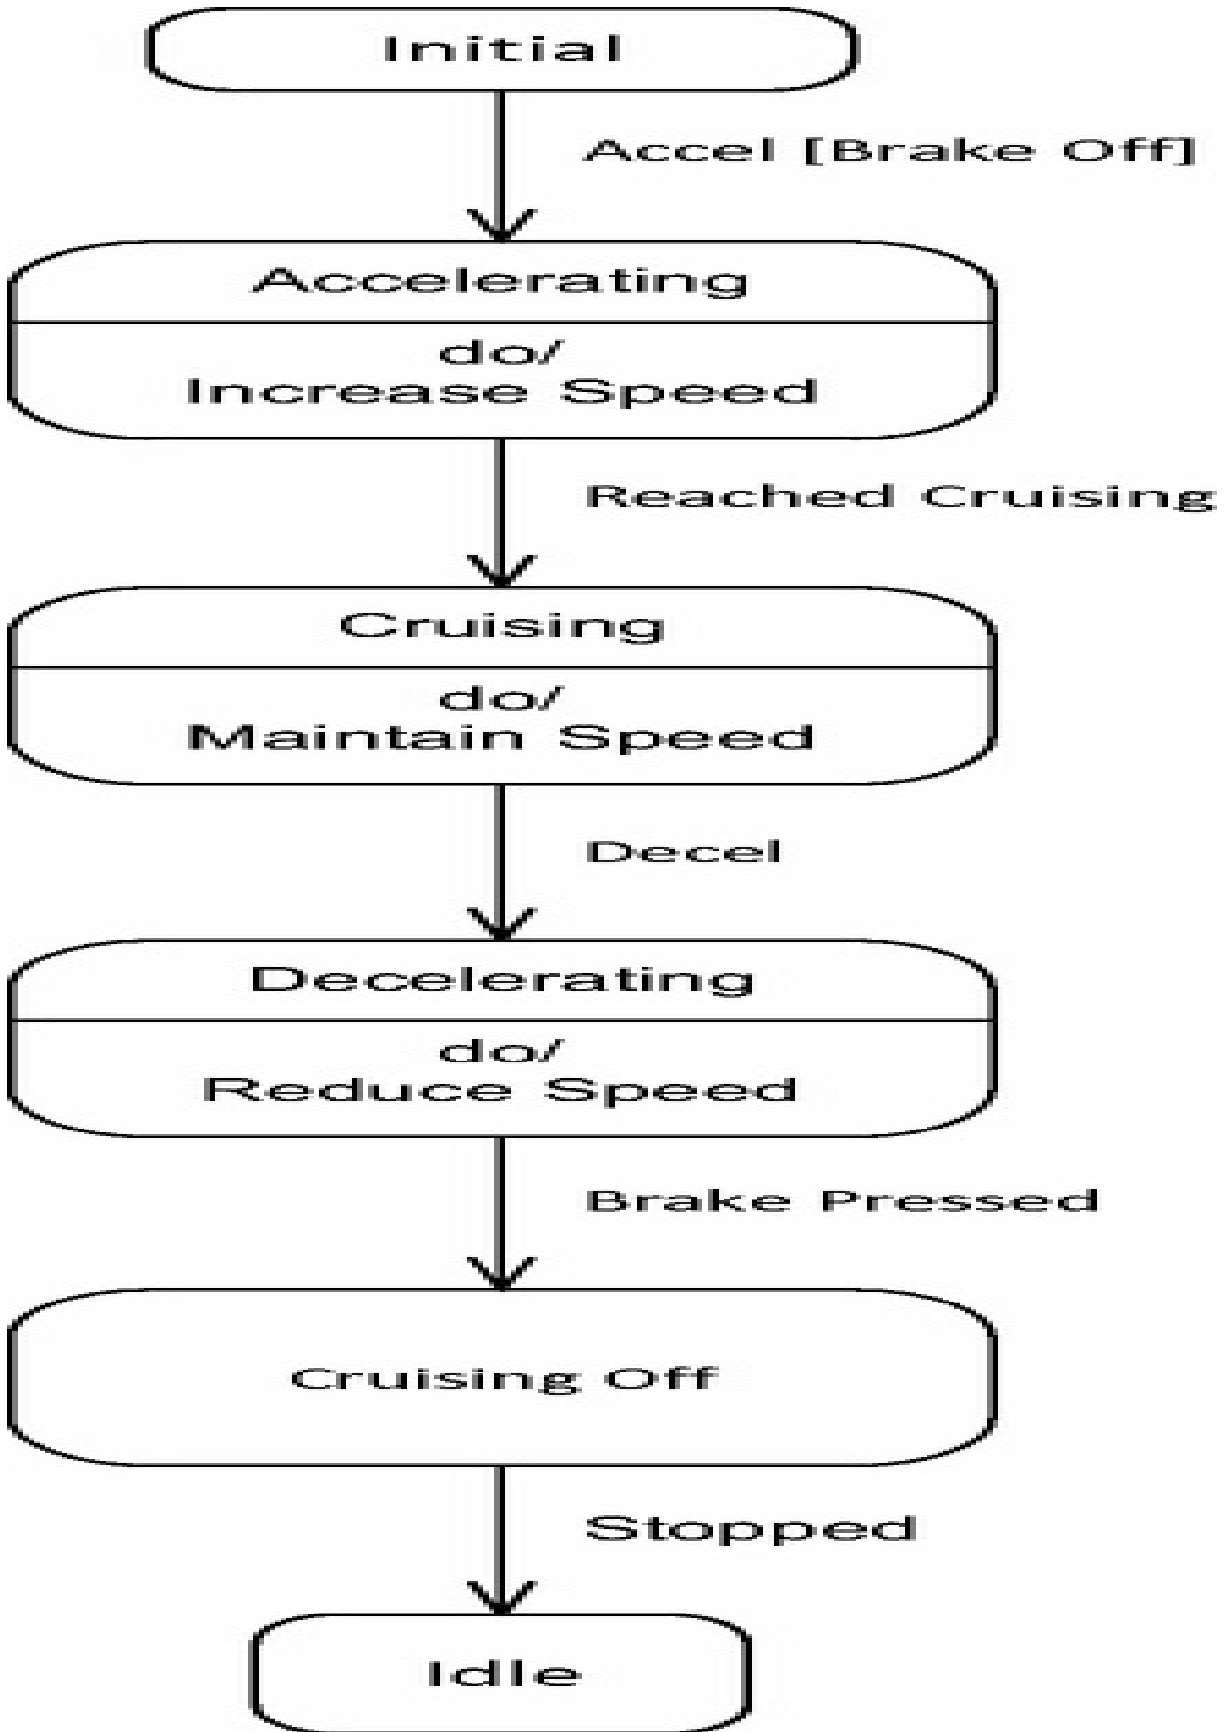 Initial
Accel [Brake Off]
Accelerating
do/
Increase Speed
Reached Cruising
Cruising
do/
Maintain Speed
Decel
Decelerating
do/
Reduce Speed
Brake Pressed
Cruising Off
Stopped
Idle